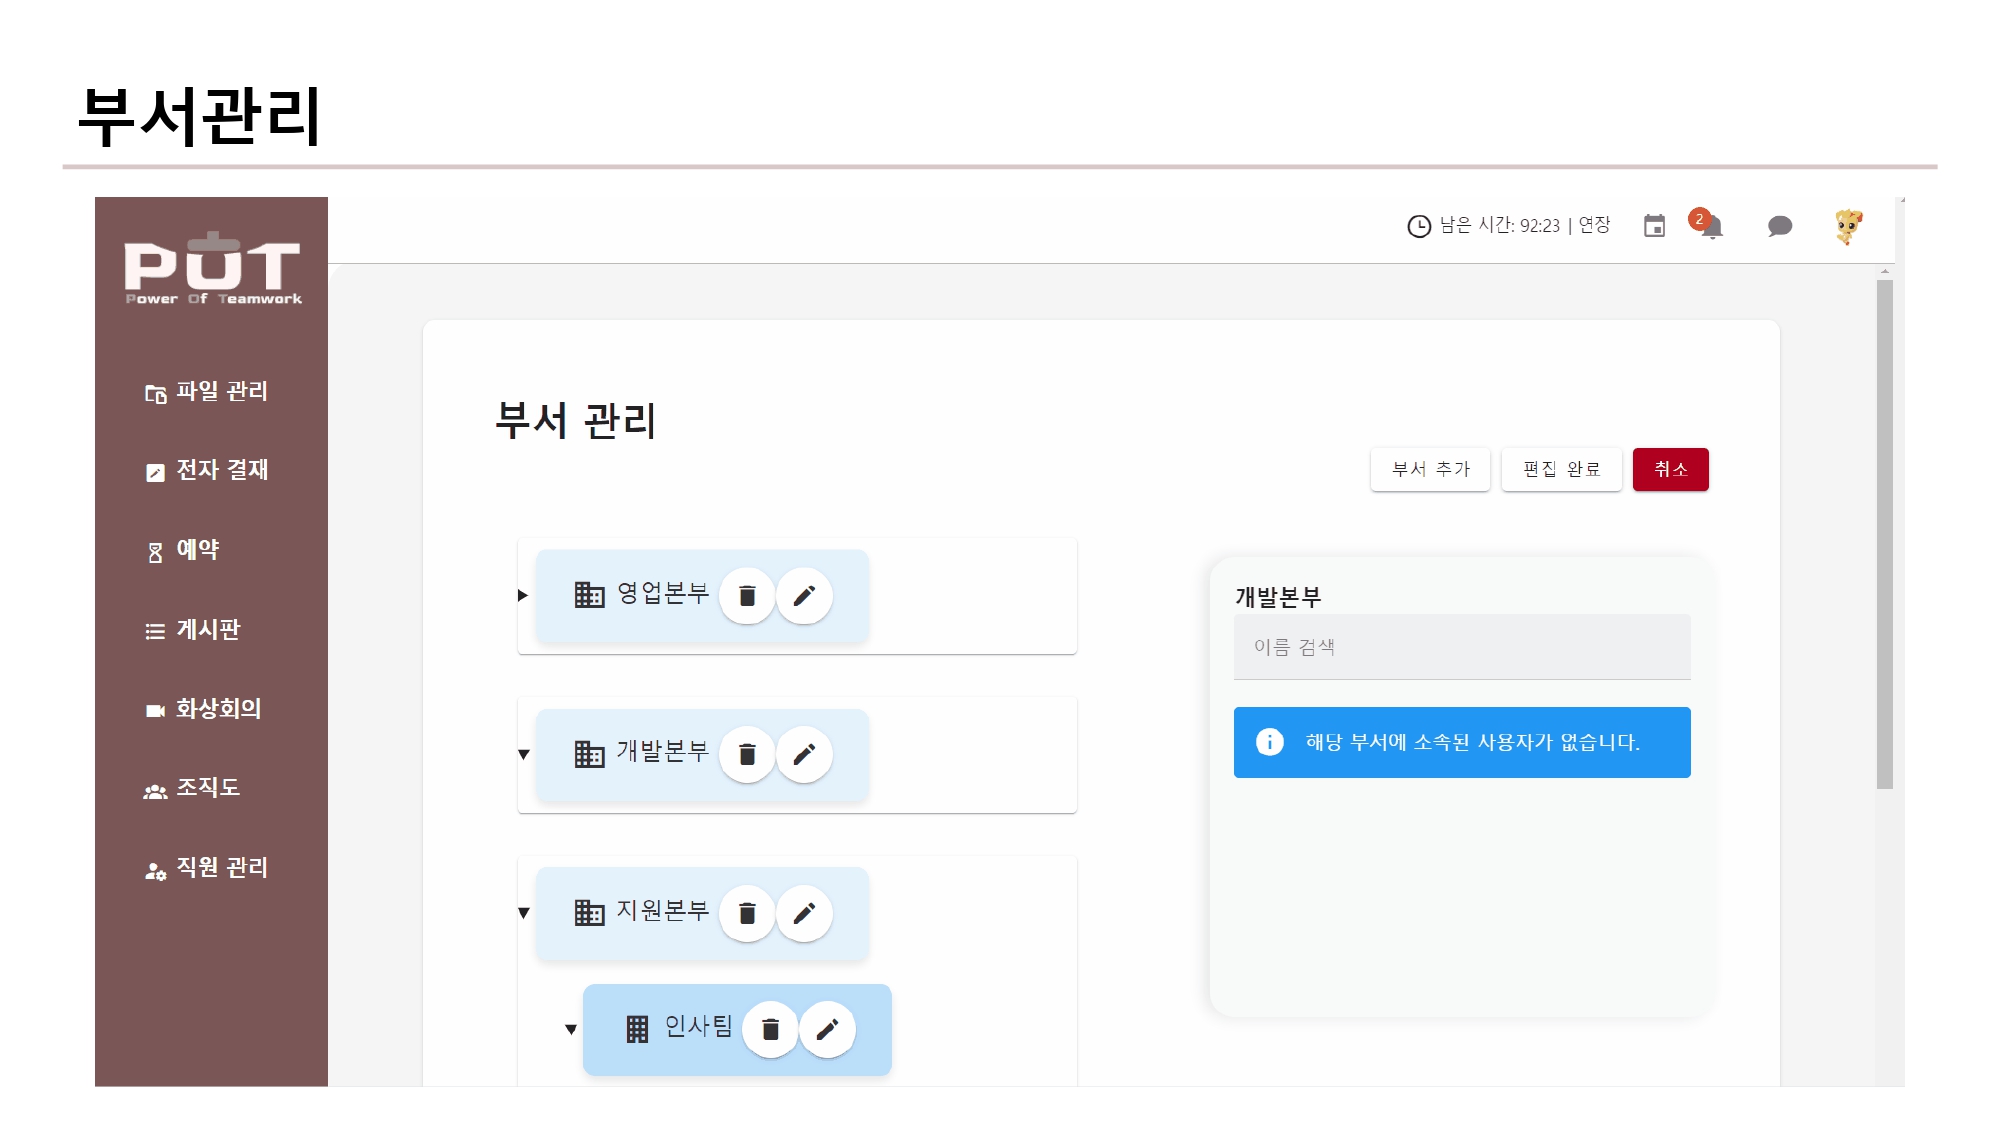 부서관리
PUT
Power Of Teamwork
남은 시간: 92:23 | 연장
2
파일 관리
전자 결재
예약
게시판
화상회의
조직도
직원 관리
부서 관리
부서 추가
편집 완료
취소
영업본부
개발본부
지원본부
인사팀
개발본부
이름 검색
해당 부서에 소속된 사용자가 없습니다.